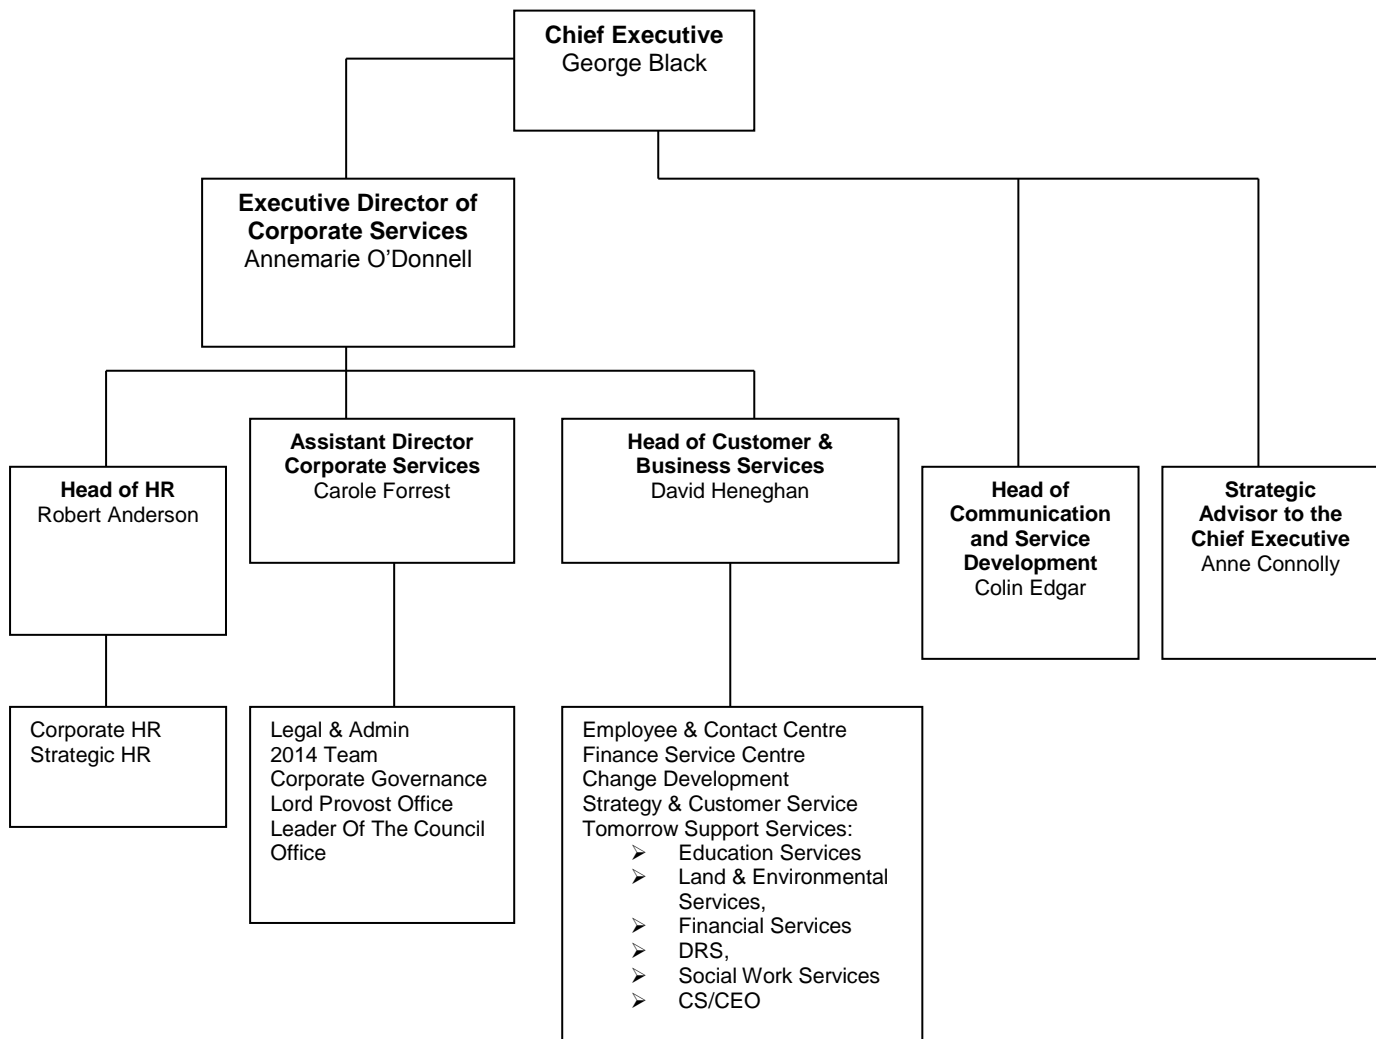 Chief Executive
George Black
Executive Director of
Corporate Services
Annemarie O’Donnell
Head of HR
Robert Anderson
Assistant Director
Corporate Services
Carole Forrest
Head of Customer &
Business Services
David Heneghan
Head of
Communication
and Service
Development
Colin Edgar
Strategic
Advisor to the
Chief Executive
Anne Connolly
Corporate HR
Strategic HR
Legal & Admin
2014 Team
Corporate Governance
Lord Provost Office
Leader Of The Council
Office
Employee & Contact Centre
Finance Service Centre
Change Development
Strategy & Customer Service
Tomorrow Support Services:
➢ Education Services
➢ Land & Environmental
Services,
➢ Financial Services
➢ DRS,
➢ Social Work Services
➢ CS/CEO